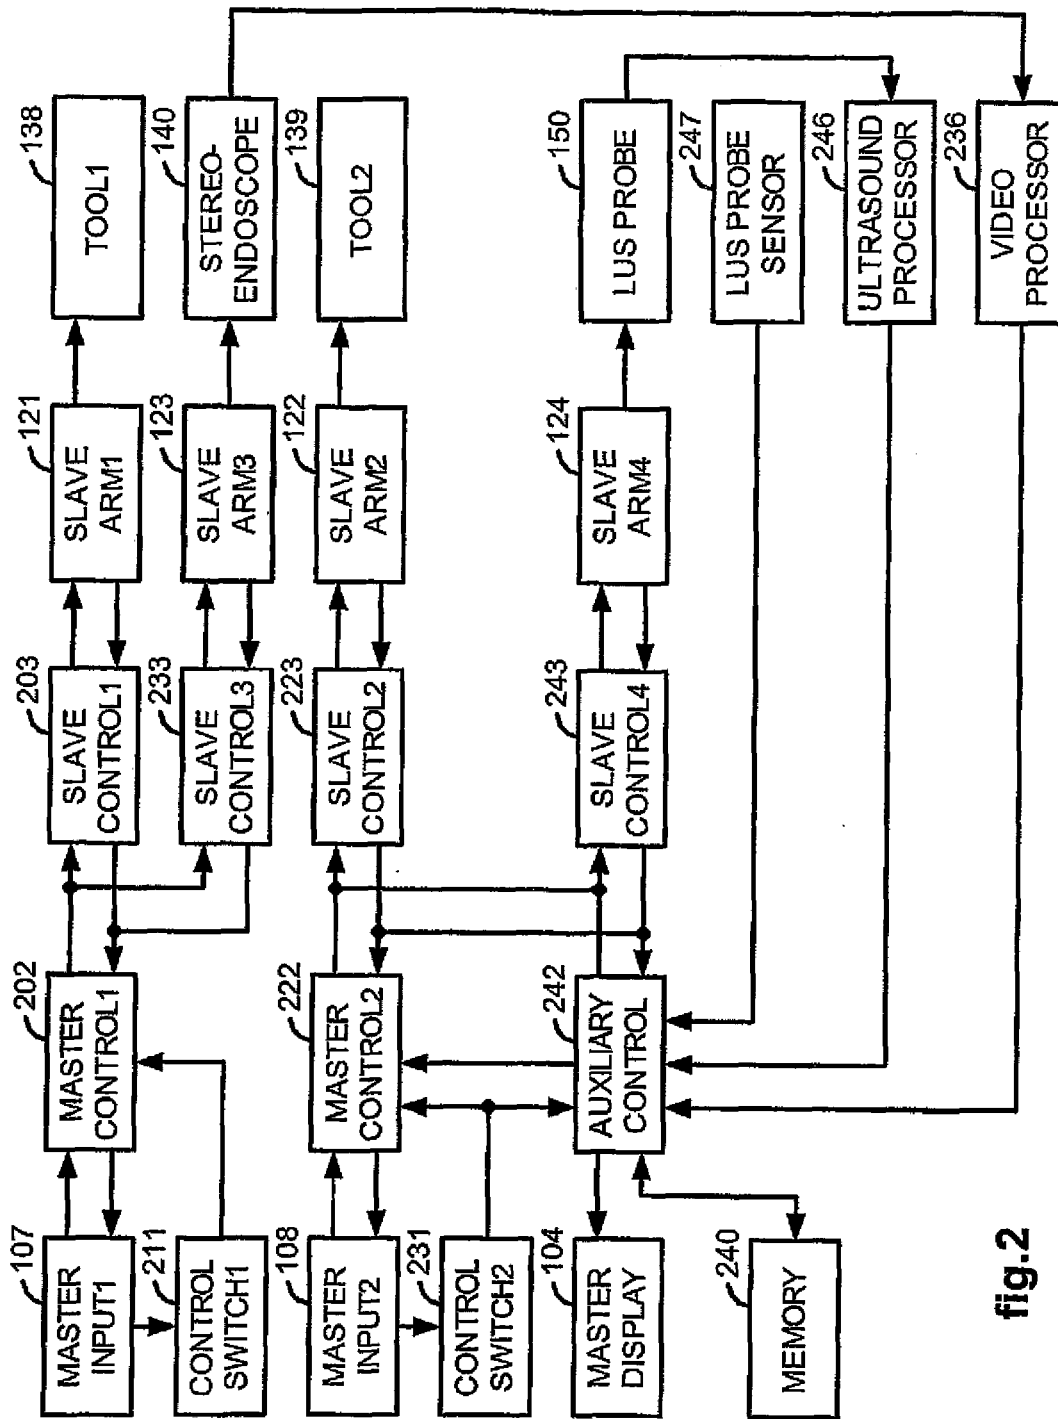 107
MASTER
INPUT1
202
MASTER
CONTROL1
203
SLAVE
CONTROL1
121
SLAVE
ARM1
138
TOOL1
211
CONTROL
SWITCH1
233
SLAVE
CONTROL3
123
SLAVE
ARM3
140
STEREO-
ENDOSCOPE
108
MASTER
INPUT2
222
MASTER
CONTROL2
223
SLAVE
CONTROL2
122
SLAVE
ARM2
139
TOOL2
231
CONTROL
SWITCH2
104
MASTER
DISPLAY
242
AUXILIARY
CONTROL
243
SLAVE
CONTROL4
124
SLAVE
ARM4
150
LUS PROBE
247
LUS PROBE
SENSOR
240
MEMORY
246
ULTRASOUND
PROCESSOR
236
VIDEO
PROCESSOR
fig.2